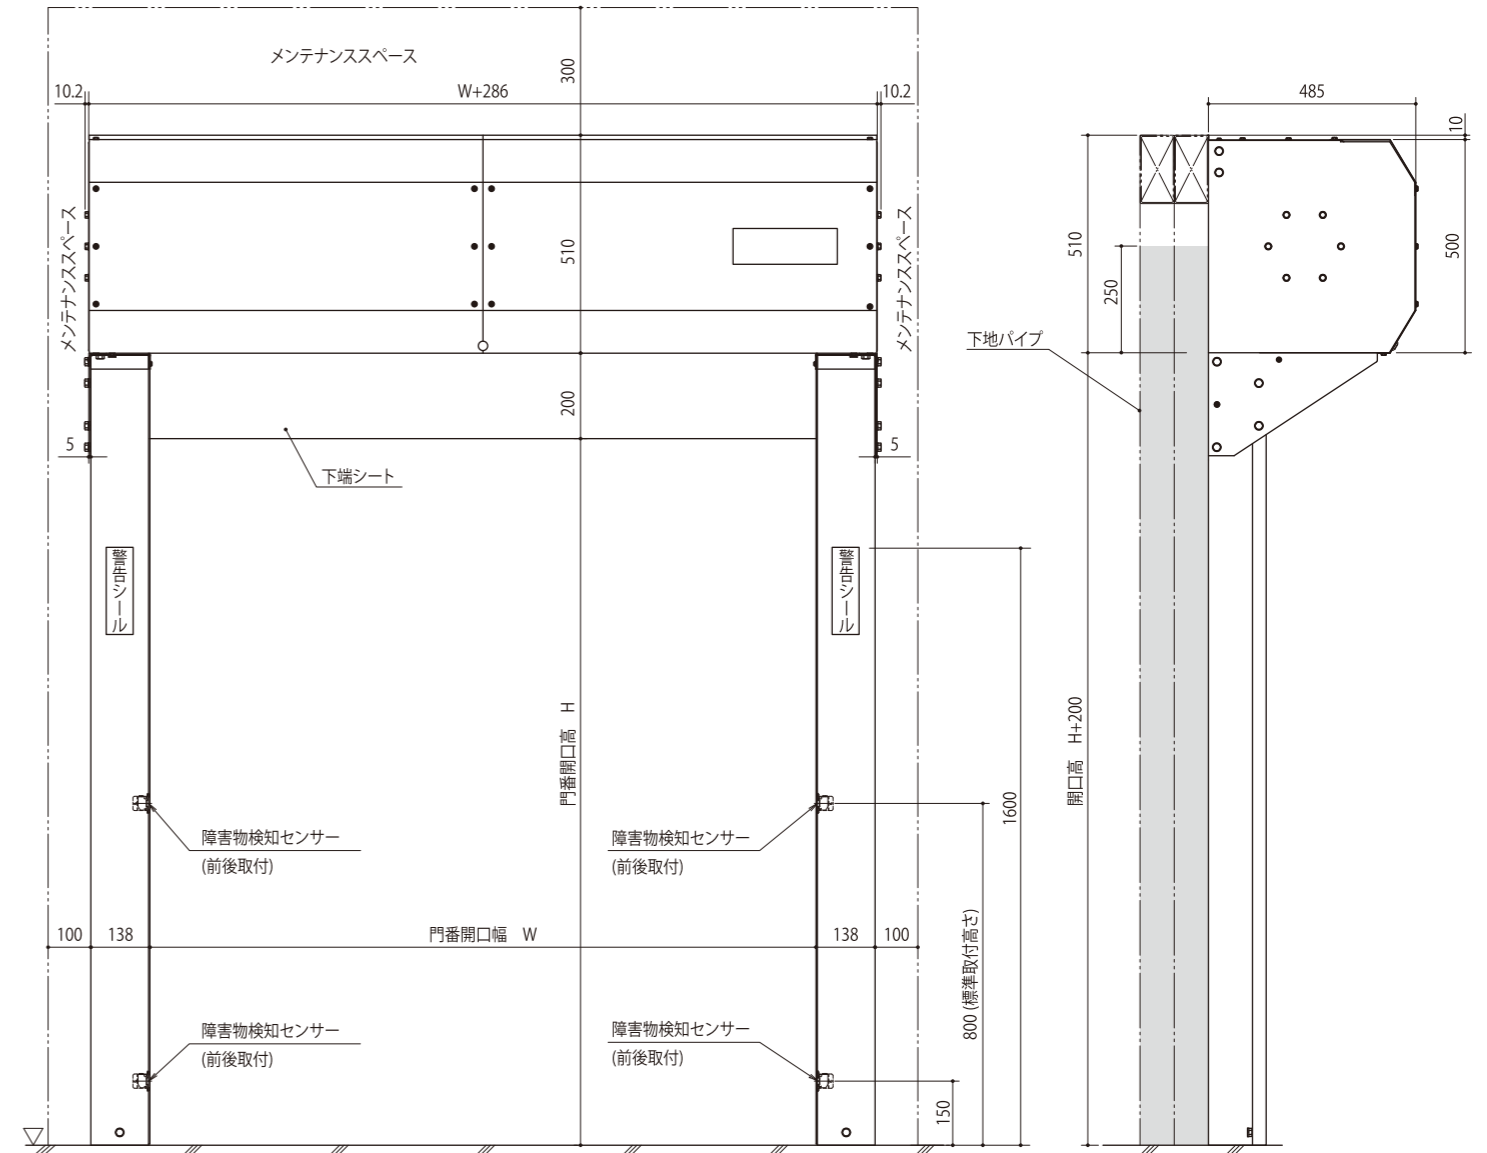 メンテナンススペース
300
10.2
W+286
10.2
485
10
メンテナンススペース
510
メンテナンススペース
510
250
500
下地パイプ
200
5
5
下端シート
警告シール
警告シール
門番開口高 H
開口高 H+200
1600
障害物検知センサー
(前後取付)
障害物検知センサー
(前後取付)
800 (標準取付高さ)
100
138
門番開口幅 W
138
100
障害物検知センサー
(前後取付)
障害物検知センサー
(前後取付)
150